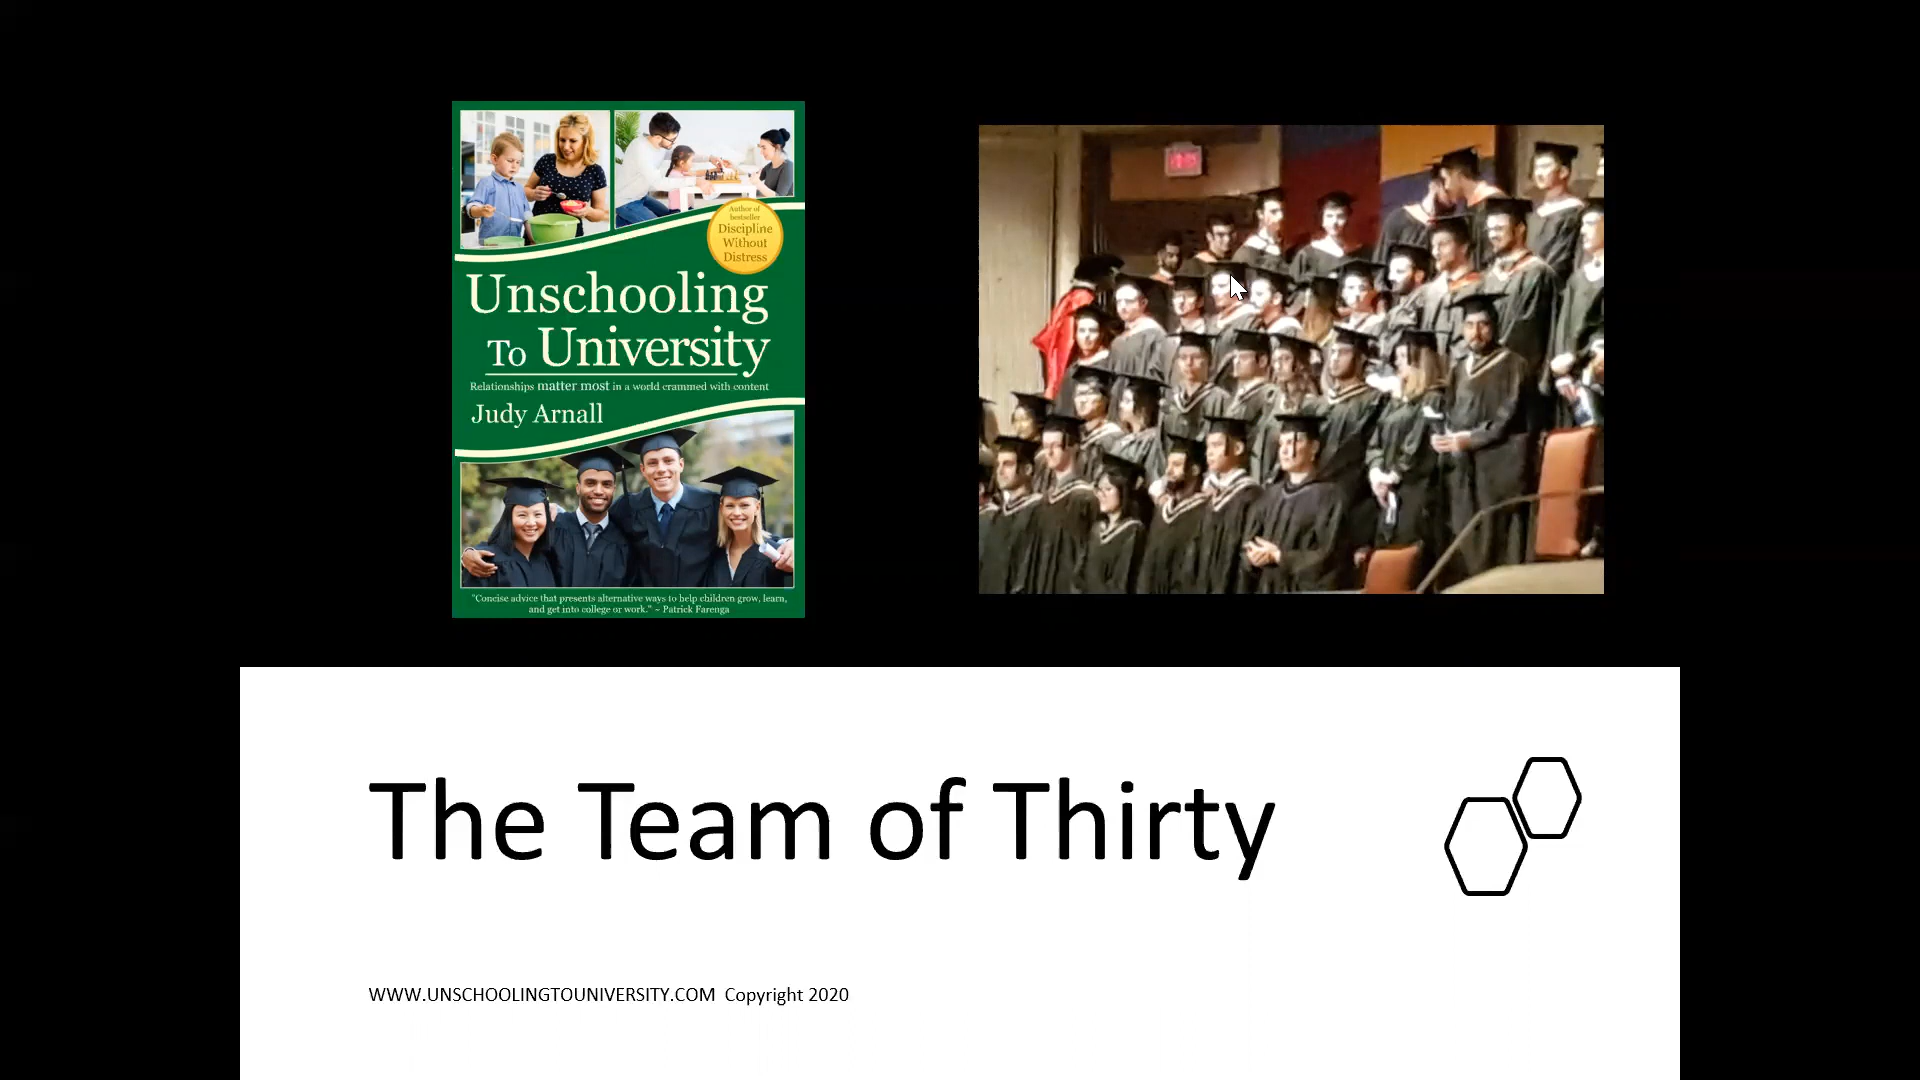 Author of
bestseller
Discipline
Without
Distress
Unschooling
To University
Relationships matter most in a world crammed with content
Judy Arnall
"Concise advice that presents alternative ways to help children grow, learn,
and get into college or work." ~ Patrick Farenga
The Team of Thirty
WWW.UNSCHOOLINGTOUNIVERSITY.COM Copyright 2020